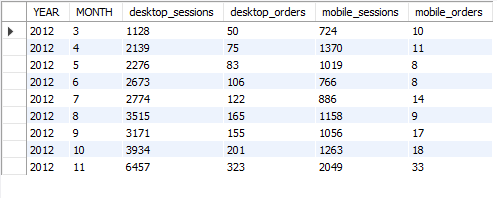 YEAR MONTH desktop_sessions desktop_orders mobile_sessions mobile_orders
2012 3 1128 50 724 10
2012 4 2139 75 1370 11
2012 5 2276 83 1019 8
2012 6 2673 106 766 8
2012 7 2774 122 886 14
2012 8 3515 165 1158 9
2012 9 3171 155 1056 17
2012 10 3934 201 1263 18
2012 11 6457 323 2049 33